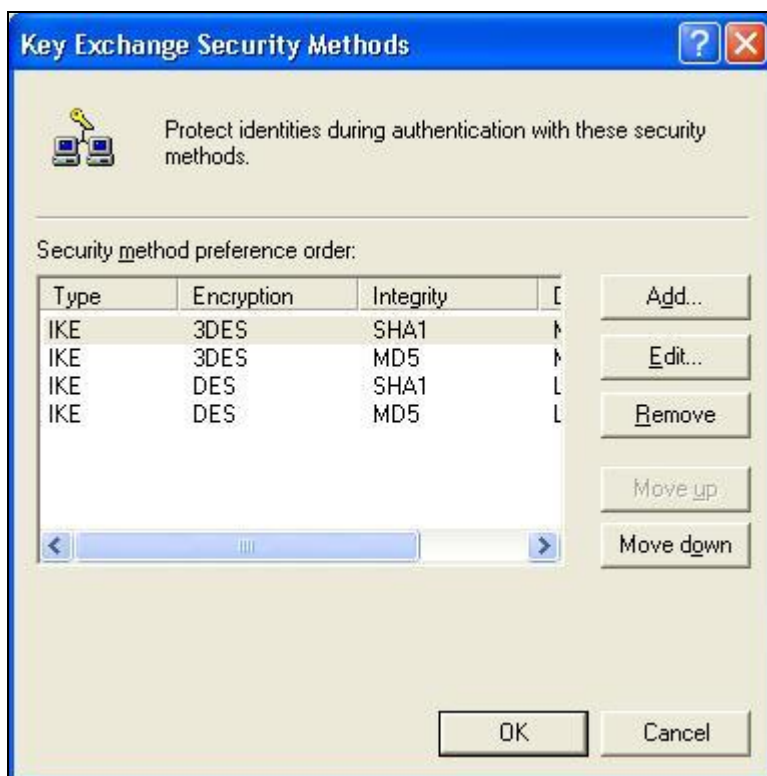 Key Exchange Security Methods
Protect identities during authentication with these security
methods.
Security method preference order:
Type Encryption Integrity
IKE 3DES SHA1
IKE 3DES MD5
IKE DES SHA1
IKE DES MD5
Add...
Edit...
Remove
Move up
Move down
OK Cancel